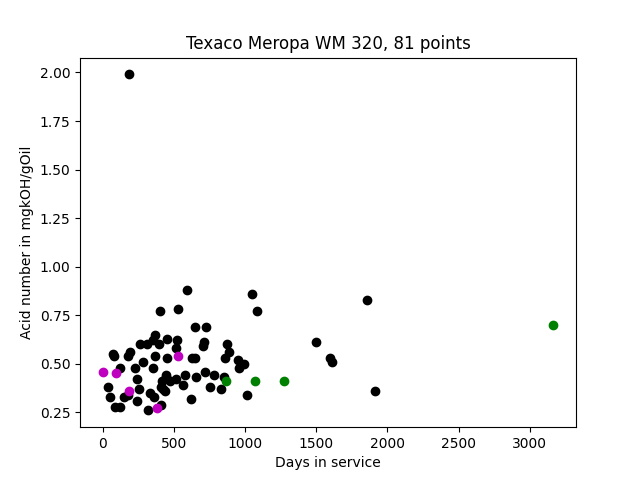 Texaco Meropa WM 320, 81 points
2.00
1.75
1.50
1.25
1.00
0.75
0.50
0.25
Acid number in mgkOH/gOil
0 500 1000 1500 2000 2500 3000
Days in service